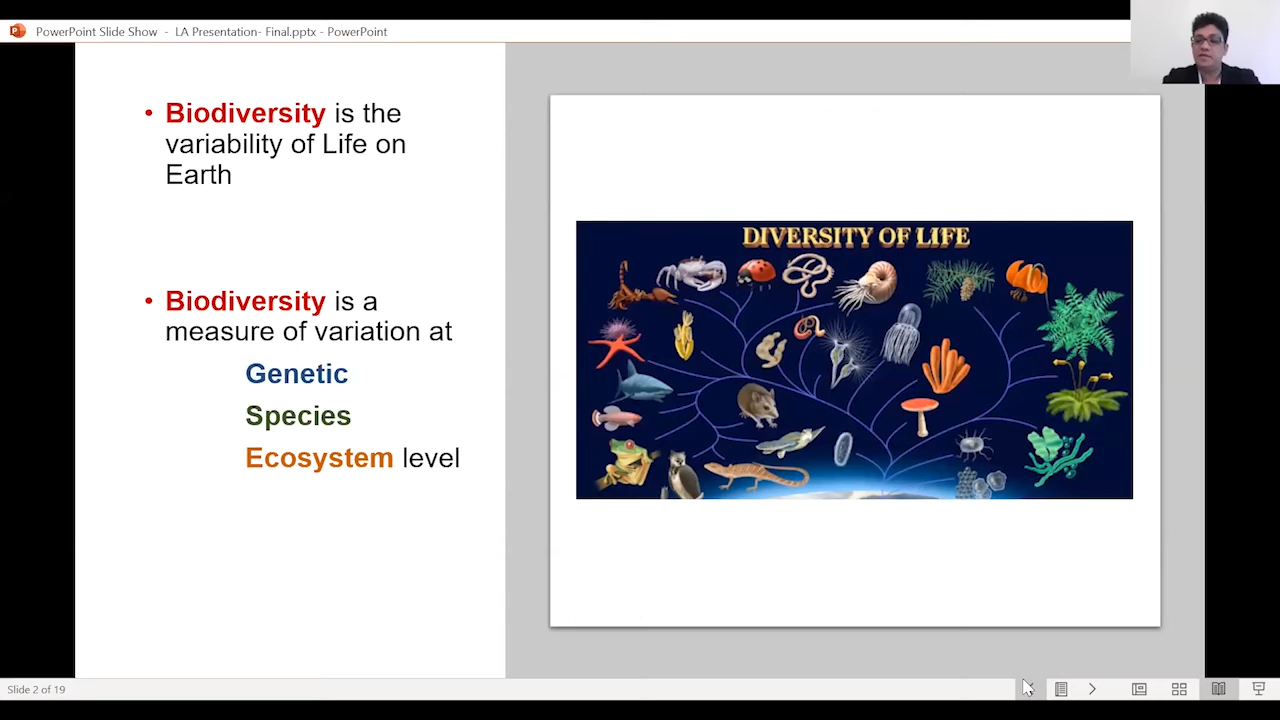 PowerPoint Slide Show - LA Presentation- Final.pptx - PowerPoint
• Biodiversity is the
variability of Life on
Earth
• Biodiversity is a
measure of variation at
Genetic
Species
Ecosystem level
DIVERSITY OF LIFE
Slide 2 of 19